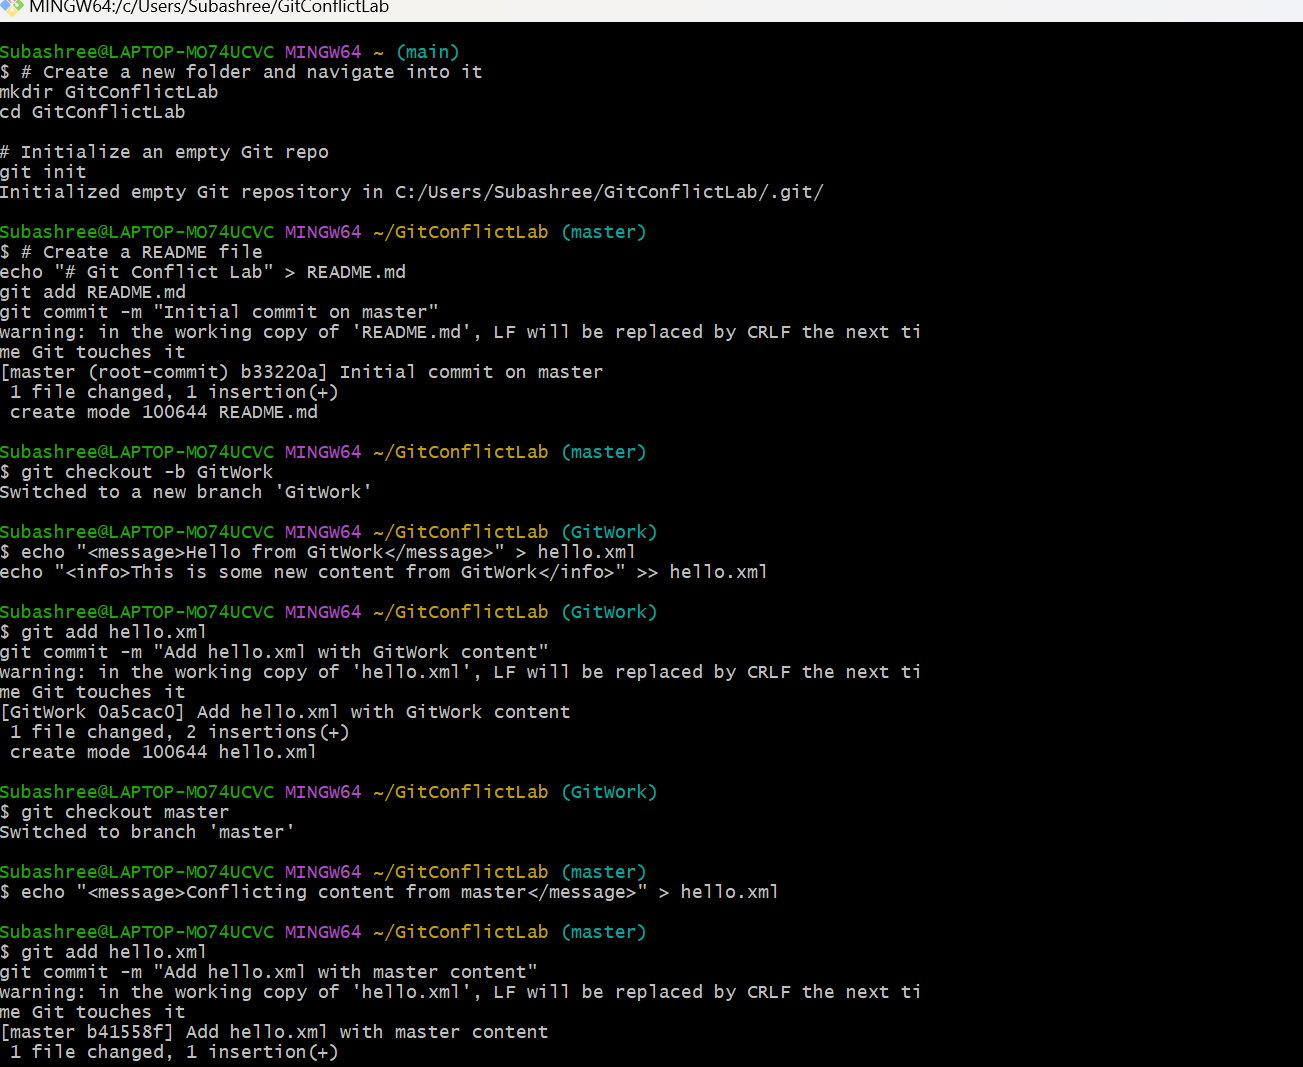 MINGW64:/c/Users/Subashree/GitConflictLab
Subashree@LAPTOP-MO74UCVC MINGW64 ~ (main)
$ # Create a new folder and navigate into it
mkdir GitConflictLab
cd GitConflictLab
# Initialize an empty Git repo
git init
Initialized empty Git repository in C:/Users/Subashree/GitConflictLab/.git/
Subashree@LAPTOP-MO74UCVC MINGW64 ~/GitConflictLab (master)
$ # Create a README file
echo "# Git Conflict Lab" > README.md
git add README.md
git commit -m "Initial commit on master"
warning: in the working copy of 'README.md', LF will be replaced by CRLF the next ti
me Git touches it
[master (root-commit) b33220a] Initial commit on master
 1 file changed, 1 insertion(+)
 create mode 100644 README.md
Subashree@LAPTOP-MO74UCVC MINGW64 ~/GitConflictLab (master)
$ git checkout -b GitWork
Switched to a new branch 'GitWork'
Subashree@LAPTOP-MO74UCVC MINGW64 ~/GitConflictLab (GitWork)
$ echo "<message>Hello from GitWork</message>" > hello.xml
echo "<info>This is some new content from GitWork</info>" >> hello.xml
Subashree@LAPTOP-MO74UCVC MINGW64 ~/GitConflictLab (GitWork)
$ git add hello.xml
git commit -m "Add hello.xml with GitWork content"
warning: in the working copy of 'hello.xml', LF will be replaced by CRLF the next ti
me Git touches it
[GitWork 0a5cac0] Add hello.xml with GitWork content
 1 file changed, 2 insertions(+)
 create mode 100644 hello.xml
Subashree@LAPTOP-MO74UCVC MINGW64 ~/GitConflictLab (GitWork)
$ git checkout master
Switched to branch 'master'
Subashree@LAPTOP-MO74UCVC MINGW64 ~/GitConflictLab (master)
$ echo "<message>Conflicting content from master</message>" > hello.xml
Subashree@LAPTOP-MO74UCVC MINGW64 ~/GitConflictLab (master)
$ git add hello.xml
git commit -m "Add hello.xml with master content"
warning: in the working copy of 'hello.xml', LF will be replaced by CRLF the next ti
me Git touches it
[master b41558f] Add hello.xml with master content
 1 file changed, 1 insertion(+)